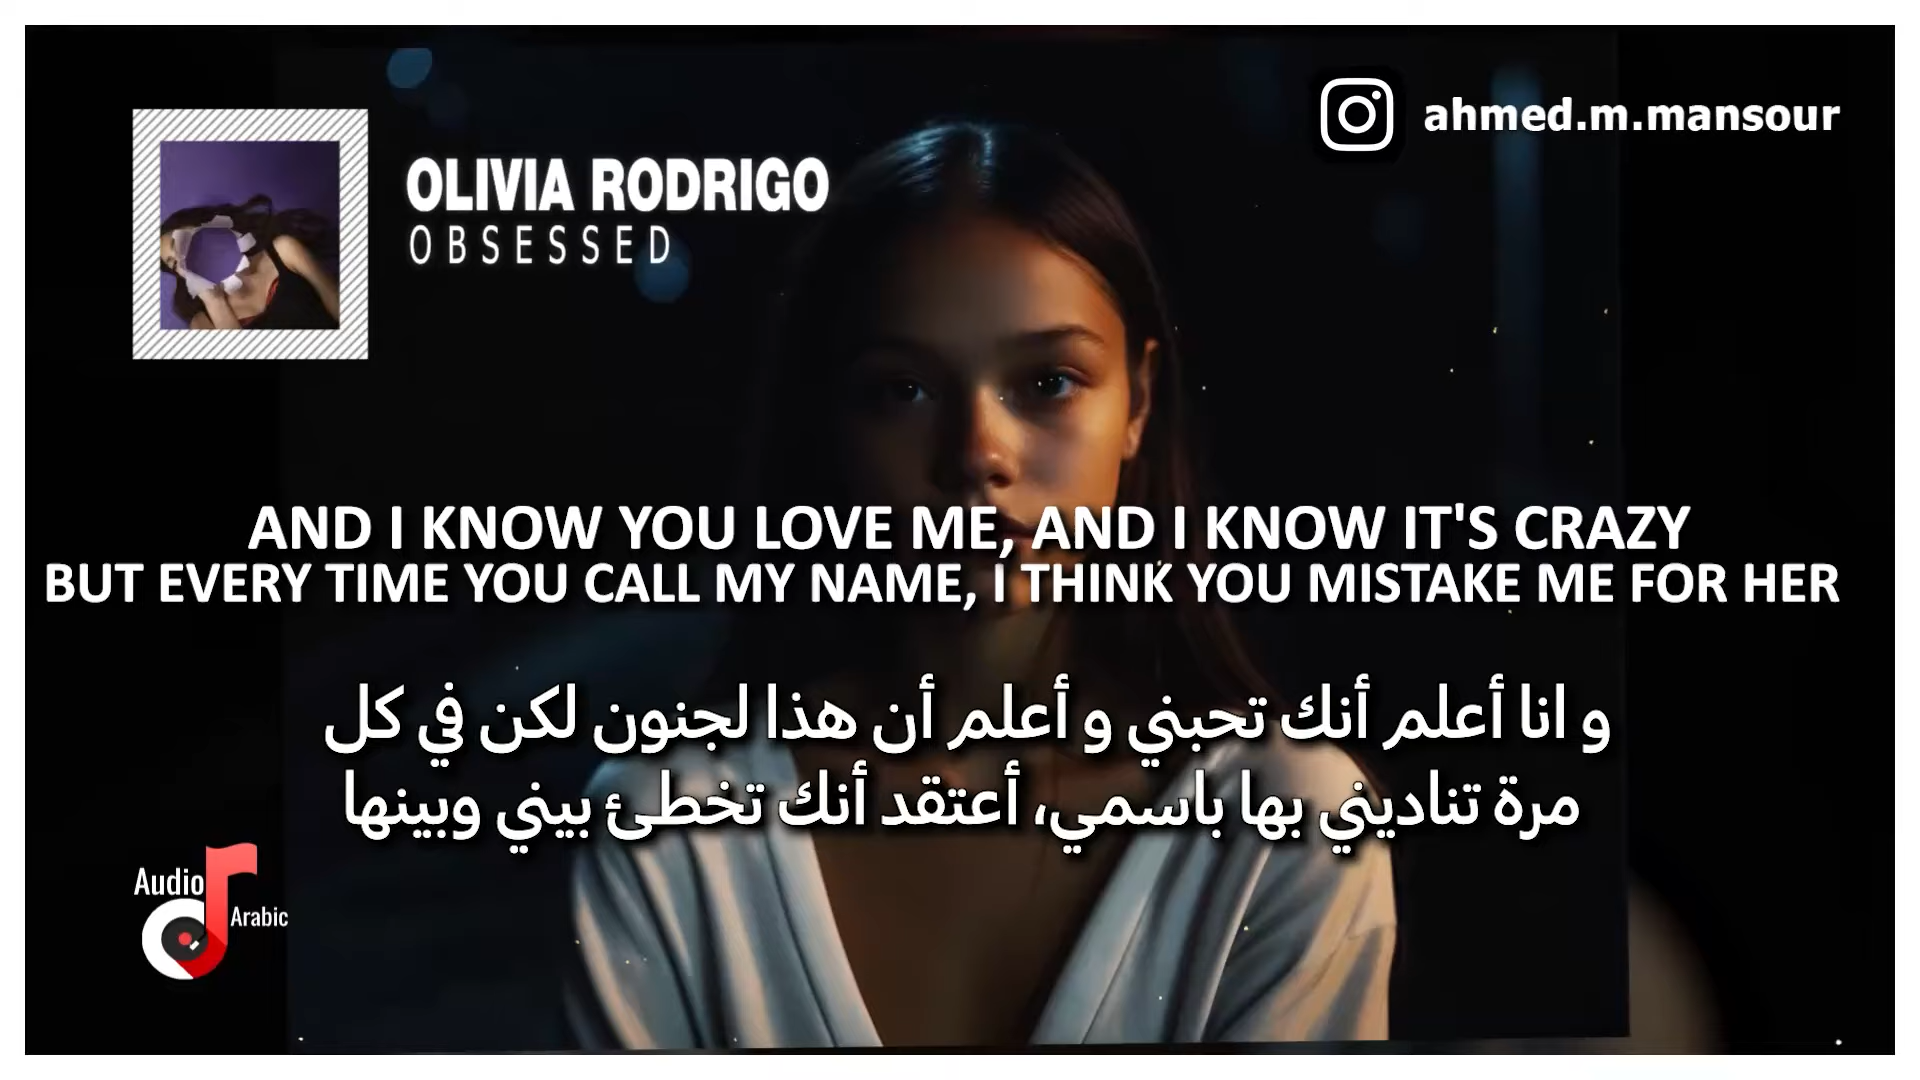 ahmed.m.mansour
OLIVIA RODRIGO
OBSESSED
AND I KNOW YOU LOVE ME, AND I KNOW IT'S CRAZY
BUT EVERY TIME YOU CALL MY NAME, I THINK YOU MISTAKE ME FOR HER
و انا أعلم أنك تحبني و أعلم أن هذا لجنون لكن في كل
مرة تناديني بها باسمي، أعتقد أنك تخطئ بيني وبينها
Audio
Arabic